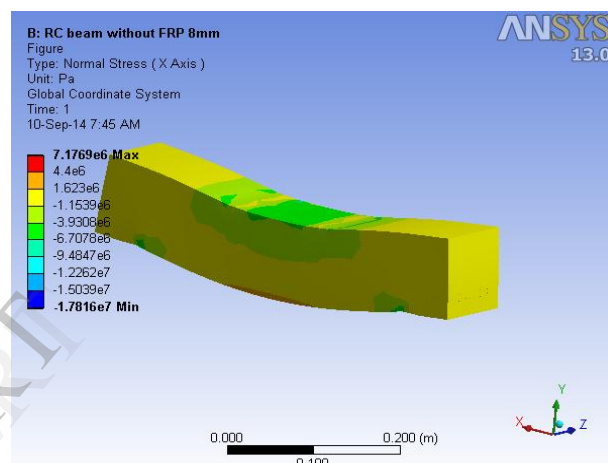 B: RC beam without FRP 8mm
Figure
Type: Normal Stress ( X Axis )
Unit: Pa
Global Coordinate System
Time: 1
10-Sep-14 7:45 AM
ANSYS
13.0
7.1769e6 Max
4.4e6
1.623e6
-1.1539e6
-3.9308e6
-6.7078e6
-9.4847e6
-1.2262e7
-1.5039e7
-1.7816e7 Min
Y
X
Z
0.000
0.200 (m)
0.100